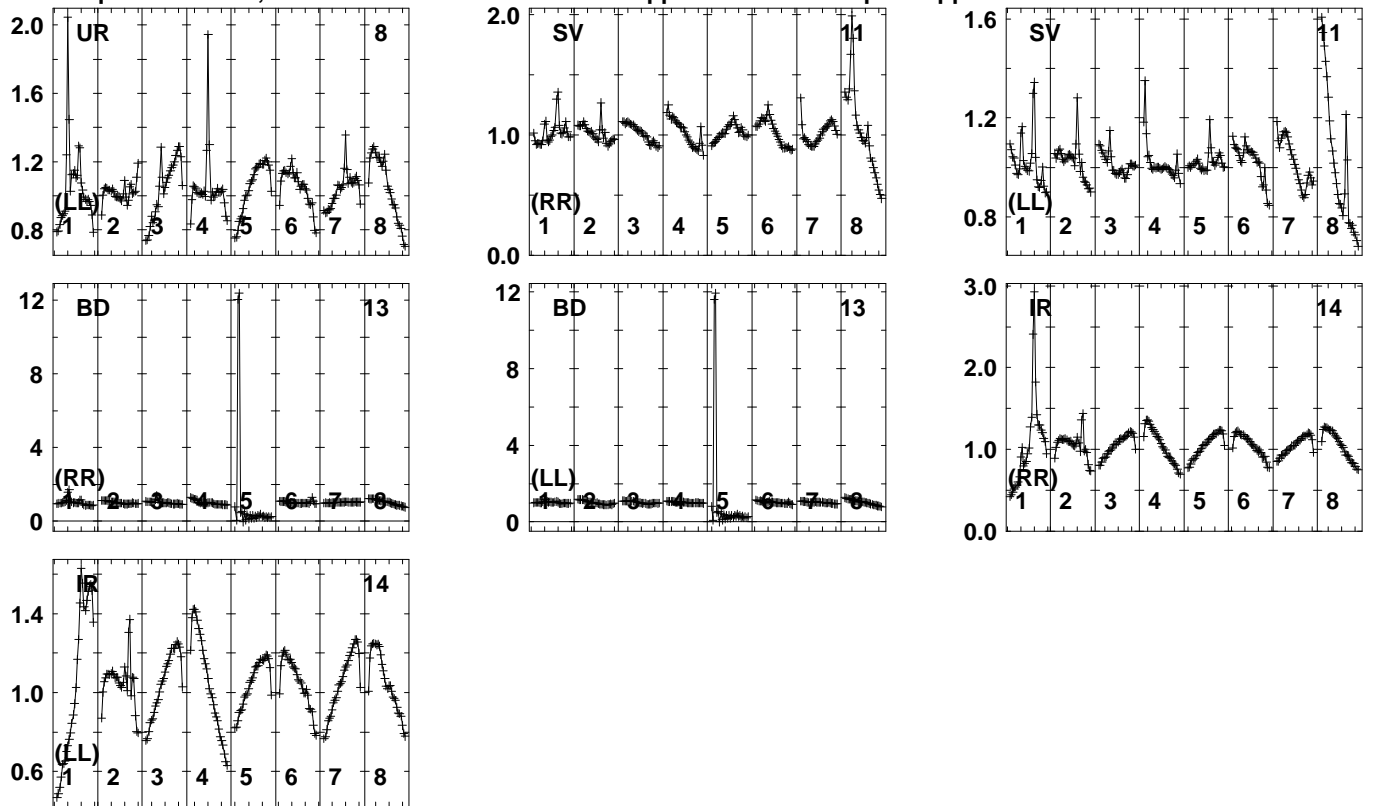 2.0 UR 8
1.6
1.2
0.8 (LL) 1 2 3 4 5 6 7 8
2.0 SV 11
1.0
(RR) 1 2 3 4 5 6 7 8
0.0
1.6 SV 11
1.2
0.8 (LL) 1 2 3 4 5 6 7 8
12 BD 13
8
4
(RR) 1 2 3 4 5 6 7 8
0
12 BD 13
8
4
(LL) 1 2 3 4 5 6 7 8
0
3.0 IR 14
2.0
1.0
(RR) 1 2 3 4 5 6 7 8
0.0
IR 14
1.4
1.0
(LL)
0.6 1 2 3 4 5 6 7 8